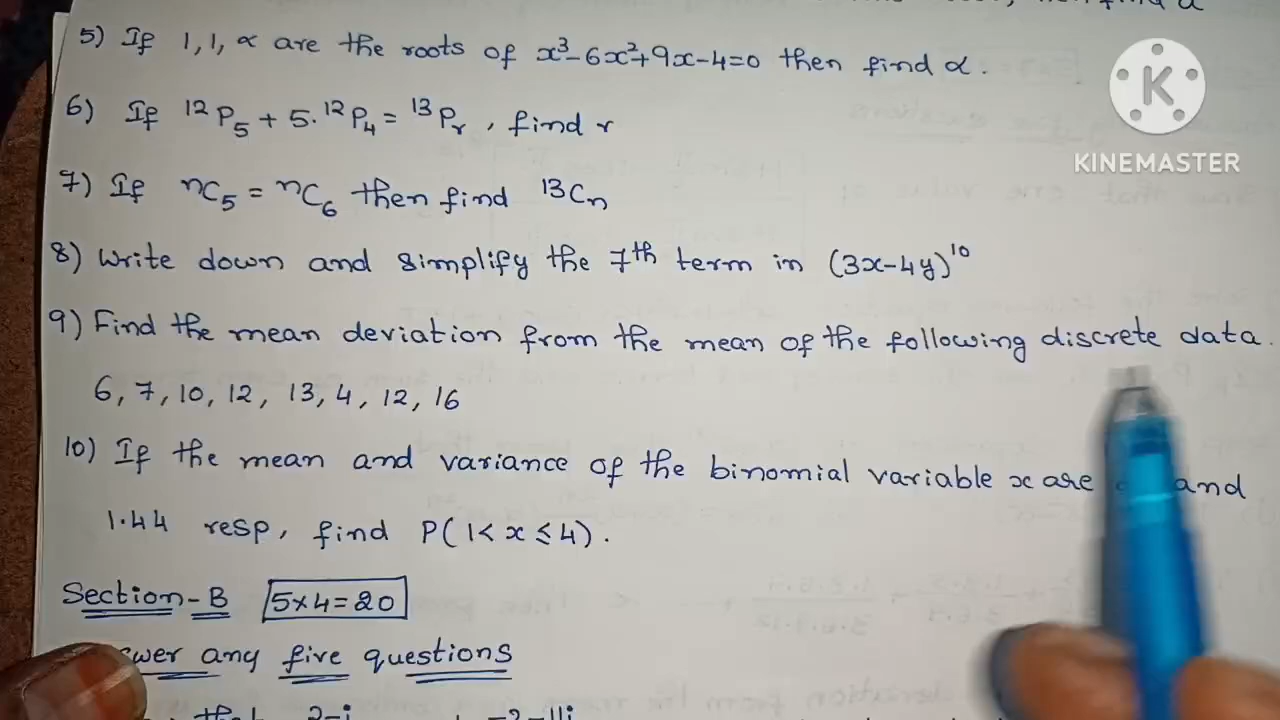 5) If 1, 1, α are the roots of x³-6x²+9x-4=0 then find α.
6) If ¹²P₅ + 5.¹²P₄ = ¹³Pᵣ, find r
7) If ⁿC₅ = ⁿC₆ then find ¹³Cₙ
8) Write down and simplify the 7th term in (3x-4y)¹⁰
9) Find the mean deviation from the mean of the following discrete data.
6, 7, 10, 12, 13, 4, 12, 16
10) If the mean and variance of the binomial variable x are and
1.44 resp, find P(1< x ≤ 4).
Section-B 5x4=20
any five questions
2-i -2-11i
K
KINEMASTER